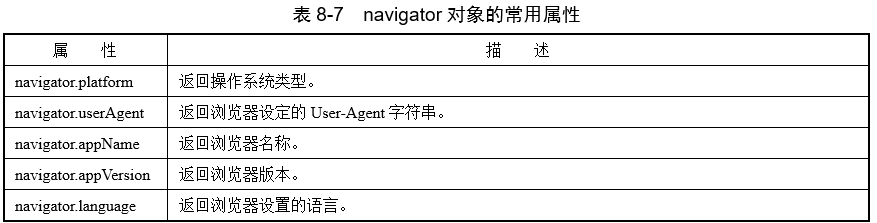 表 8-7 navigator 对象的常用属性
属 性 描 述
navigator.platform 返回操作系统类型。
navigator.userAgent 返回浏览器设定的 User-Agent 字符串。
navigator.appName 返回浏览器名称。
navigator.appVersion 返回浏览器版本。
navigator.language 返回浏览器设置的语言。